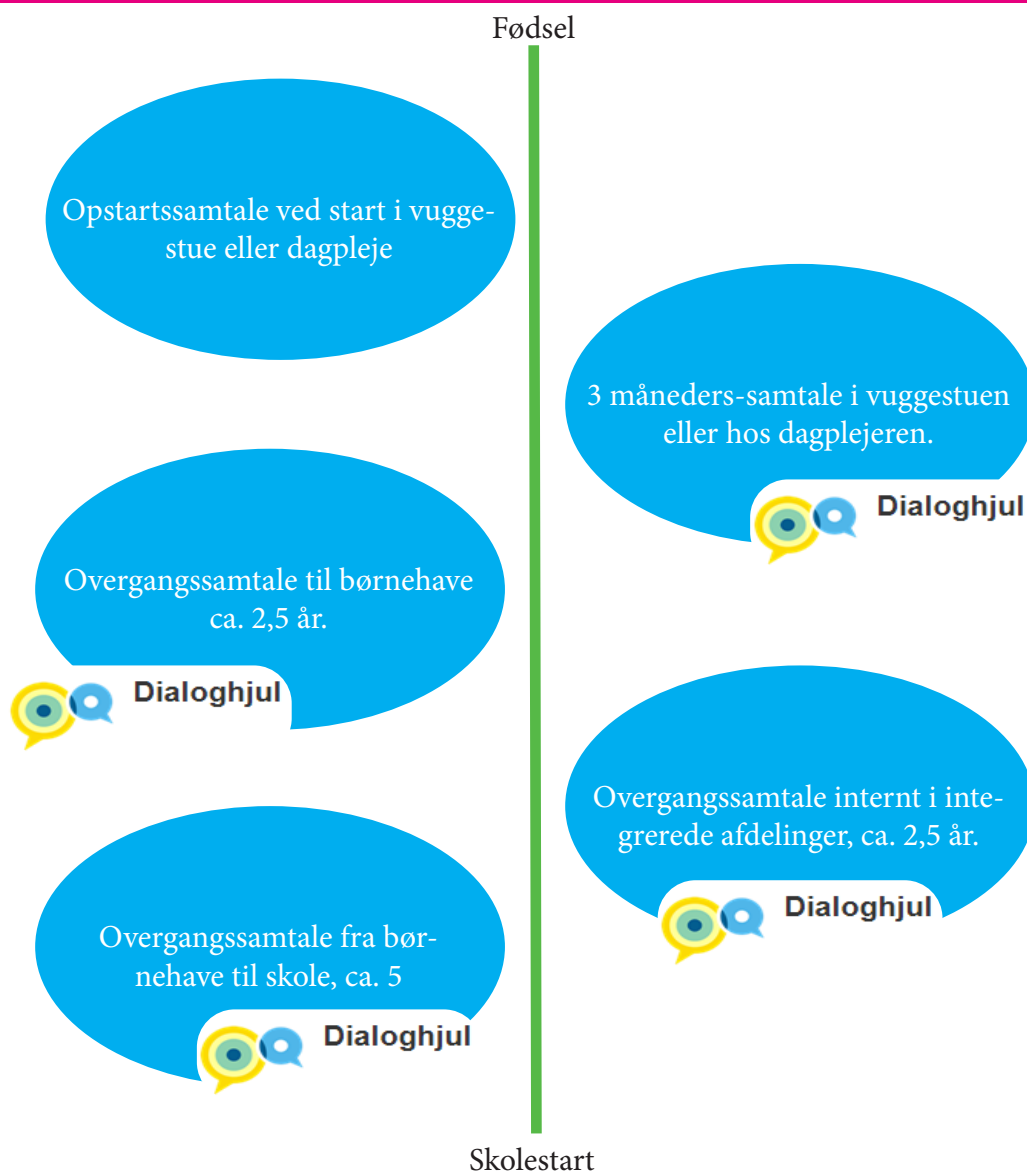 Fødsel
Opstartssamtale ved start i vugge-
stue eller dagpleje
3 måneders-samtale i vuggestuen
eller hos dagplejeren.
Dialoghjul
Overgangssamtale til børnehave
ca. 2,5 år.
Dialoghjul
Overgangssamtale internt i inte-
grerede afdelinger, ca. 2,5 år.
Dialoghjul
Overgangssamtale fra bør-
nehave til skole, ca. 5
Dialoghjul
Skolestart